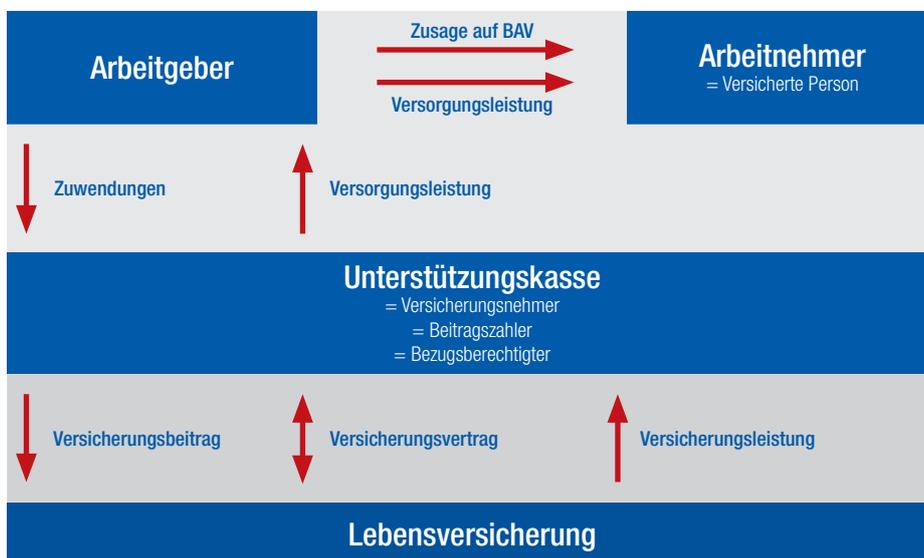 Arbeitgeber
Zusage auf BAV
Versorgungsleistung
Arbeitnehmer
= Versicherte Person
Zuwendungen
Versorgungsleistung
Unterstützungskasse
= Versicherungsnehmer
= Beitragszahler
= Bezugsberechtigter
Versicherungsbeitrag
Versicherungsvertrag
Versicherungsleistung
Lebensversicherung